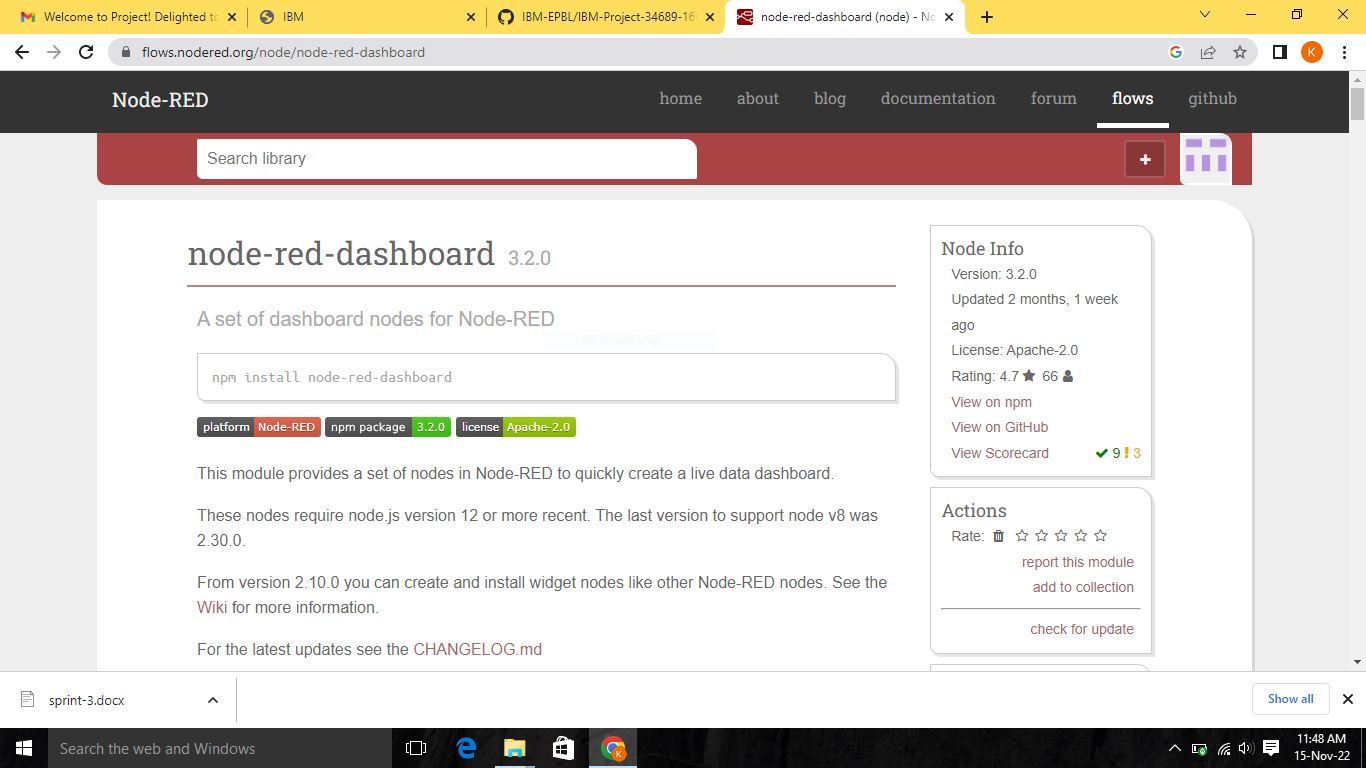 Welcome to Project! Delighted to
IBM
IBM-EPBL/IBM-Project-34689-16
node-red-dashboard (node) - No
flows.nodered.org/node/node-red-dashboard
K
Node-RED
home
about
blog
documentation
forum
flows
github
Search library
+
node-red-dashboard 3.2.0
A set of dashboard nodes for Node-RED
Full-screen Snip
npm install node-red-dashboard
platform Node-RED
npm package 3.2.0
license Apache-2.0
This module provides a set of nodes in Node-RED to quickly create a live data dashboard.
These nodes require node.js version 12 or more recent. The last version to support node v8 was
2.30.0.
From version 2.10.0 you can create and install widget nodes like other Node-RED nodes. See the
Wiki for more information.
For the latest updates see the CHANGELOG.md
Node Info
Version: 3.2.0
Updated 2 months, 1 week
ago
License: Apache-2.0
Rating: 4.7 66
View on npm
View on GitHub
View Scorecard 9 3
Actions
Rate:
report this module
add to collection
check for update
sprint-3.docx
Show all
Search the web and Windows
K
11:48 AM
15-Nov-22